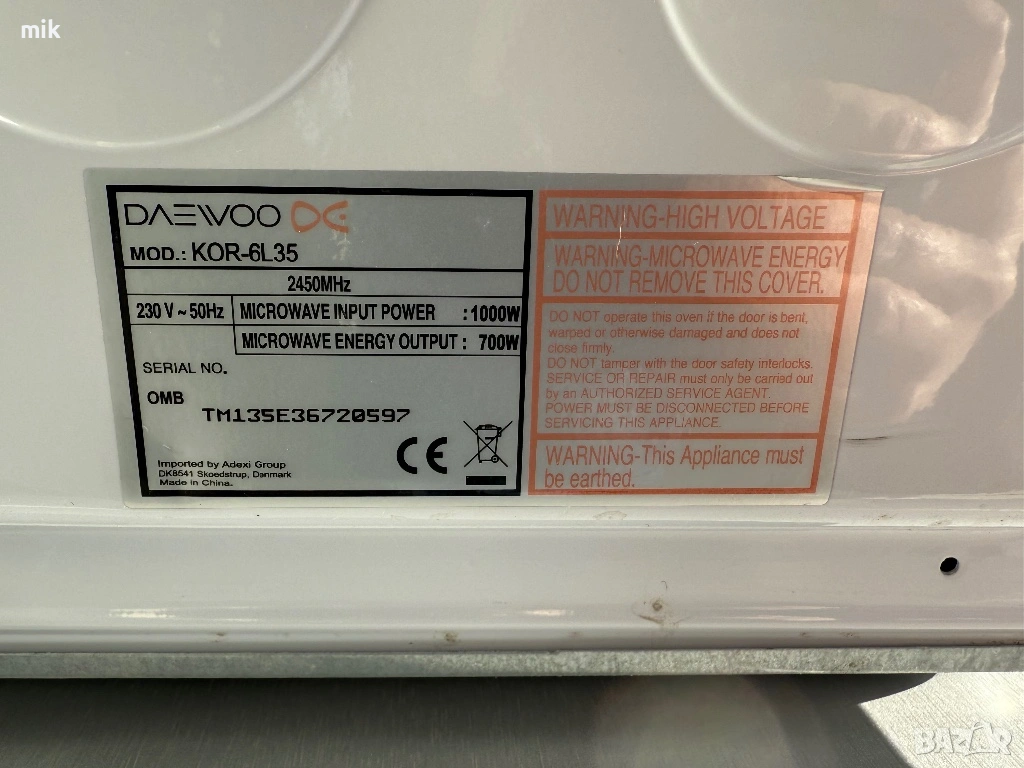 mik
DAEWOO
MOD.: KOR-6L35
2450MHz
230 V ~ 50Hz
MICROWAVE INPUT POWER : 1000W
MICROWAVE ENERGY OUTPUT : 700W
SERIAL NO.
OMB
TM135E36720597
CE
Imported by Adexi Group
DK8541 Skoedstrup, Danmark
Made in China.
WARNING-HIGH VOLTAGE
WARNING-MICROWAVE ENERGY
DO NOT REMOVE THIS COVER.
DO NOT operate this oven if the door is bent,
warped or otherwise damaged and does not
close firmly.
DO NOT tamper with the door safety interlocks.
SERVICE OR REPAIR must only be carried out
by an AUTHORIZED SERVICE AGENT.
POWER MUST BE DISCONNECTED BEFORE
SERVICING THIS APPLIANCE.
WARNING-This Appliance must
be earthed.
BAZAR